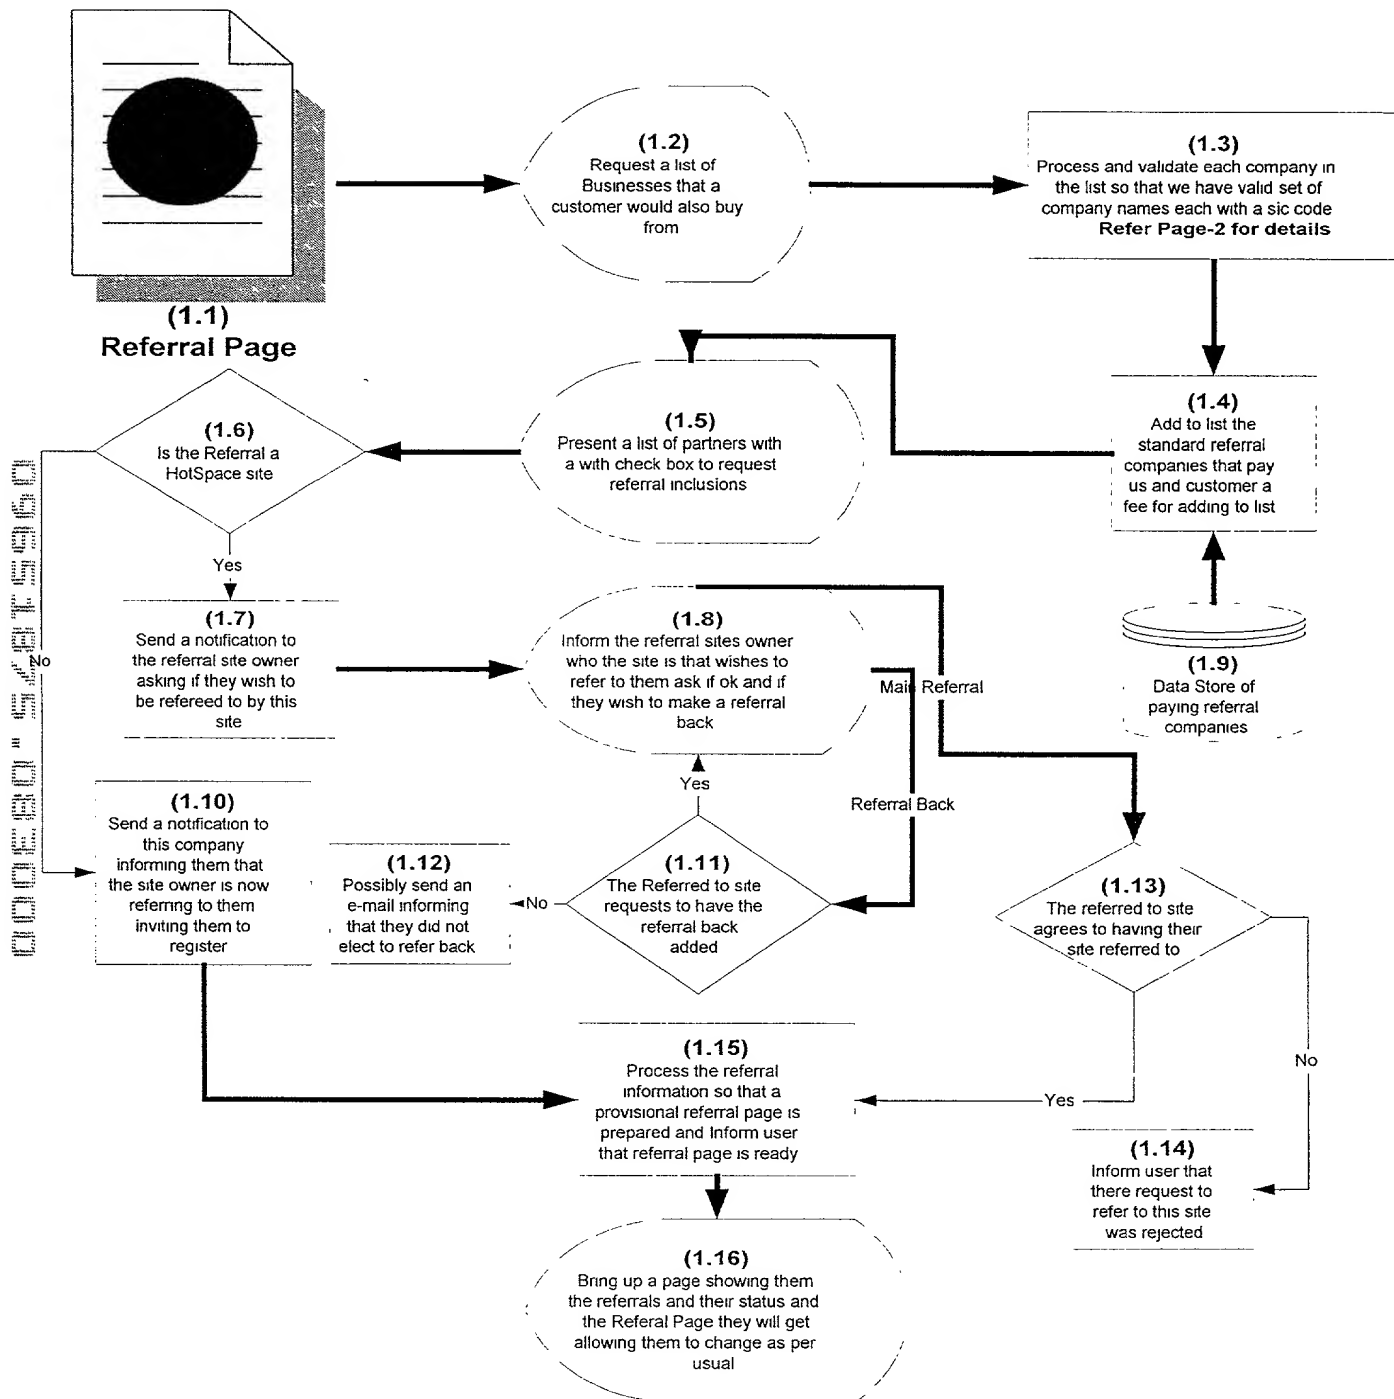 (1.1)
Referral Page
(1.2)
Request a list of
Businesses that a
customer would also buy
from
(1.3)
Process and validate each company in
the list so that we have valid set of
company names each with a sic code
Refer Page-2 for details
(1.4)
Add to list the
standard referral
companies that pay
us and customer a
fee for adding to list
(1.5)
Present a list of partners with
a with check box to request
referral inclusions
(1.6)
Is the Referral a
HotSpace site
Yes
No
(1.7)
Send a notification to
the referral site owner
asking if they wish to
be refereed to by this
site
(1.8)
Inform the referral sites owner
who the site is that wishes to
refer to them ask if ok and if
they wish to make a referral
back
Main Referral
Referral Back
(1.9)
Data Store of
paying referral
companies
(1.10)
Send a notification to
this company
informing them that
the site owner is now
referring to them
inviting them to
register
Yes
(1.11)
The Referred to site
requests to have the
referral back
added
No
(1.12)
Possibly send an
e-mail informing
that they did not
elect to refer back
(1.13)
The referred to site
agrees to having their
site referred to
No
Yes
(1.14)
Inform user that
there request to
refer to this site
was rejected
(1.15)
Process the referral
information so that a
provisional referral page is
prepared and Inform user
that referral page is ready
(1.16)
Bring up a page showing them
the referrals and their status and
the Referal Page they will get
allowing them to change as per
usual